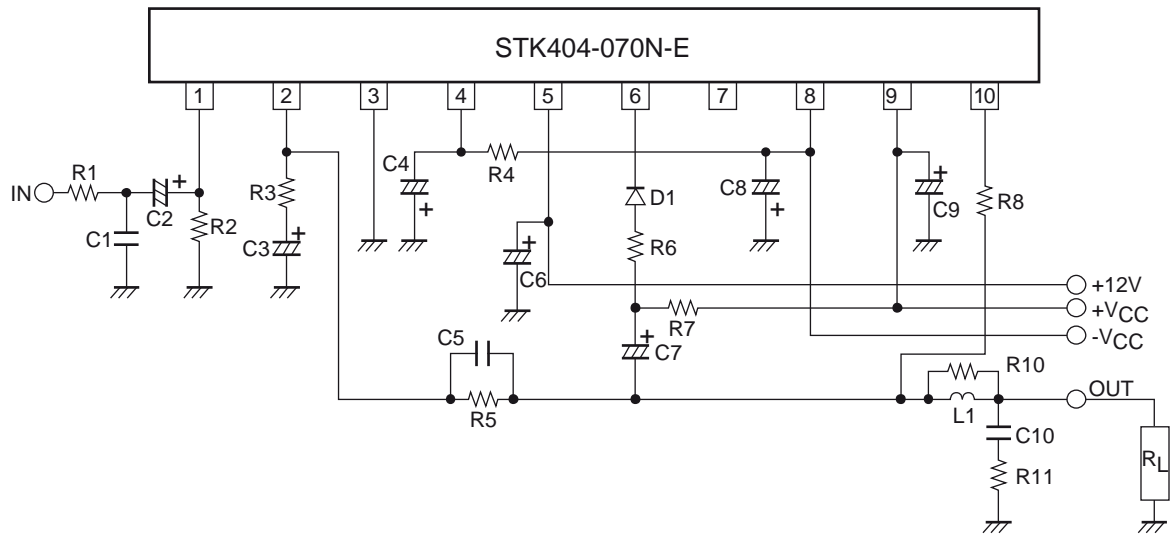 STK404-070N-E
1 2 3 4 5 6 7 8 9 10
IN
R1
C1
C2
+
R2
R3
C3
+
C4
+
R4
C6
+
D1
R6
R7
C7
+
C8
+
C9
+
R8
+12V
+VCC
-VCC
C5
R5
R10
L1
OUT
C10
R11
RL